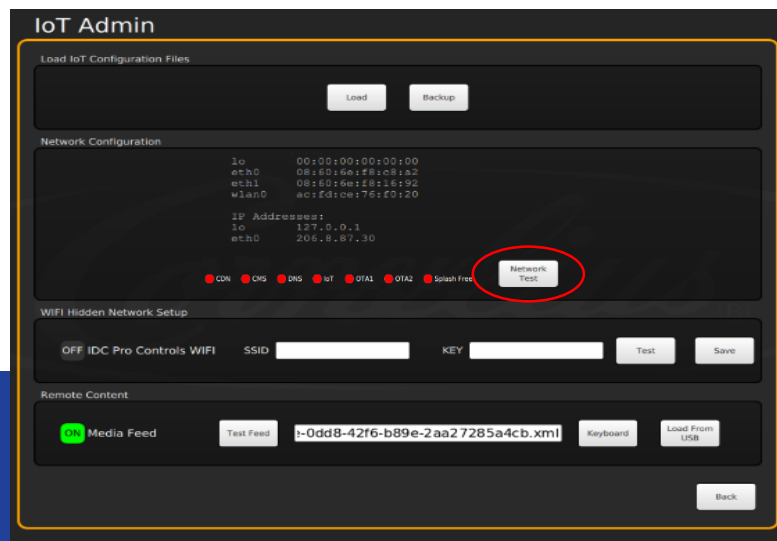 IoT Admin
Load IoT Configuration Files
Load Backup
Network Configuration
lo 00:00:00:00:00:00
eth0 08:60:6e:f8:c8:a2
eth1 08:60:6e:f8:16:92
wlan0 ac:fd:ce:76:f0:20
IP Addresses:
lo 127.0.0.1
eth0 206.8.87.30
CDN CMS DNS IoT OTA1 OTA2 Splash Free
Network
Test
WIFI Hidden Network Setup
OFF IDC Pro Controls WIFI SSID KEY Test Save
Remote Content
ON Media Feed Test Feed -0dd8-42f6-b89e-2aa27285a4cb.xml Keyboard Load From
USB
Back